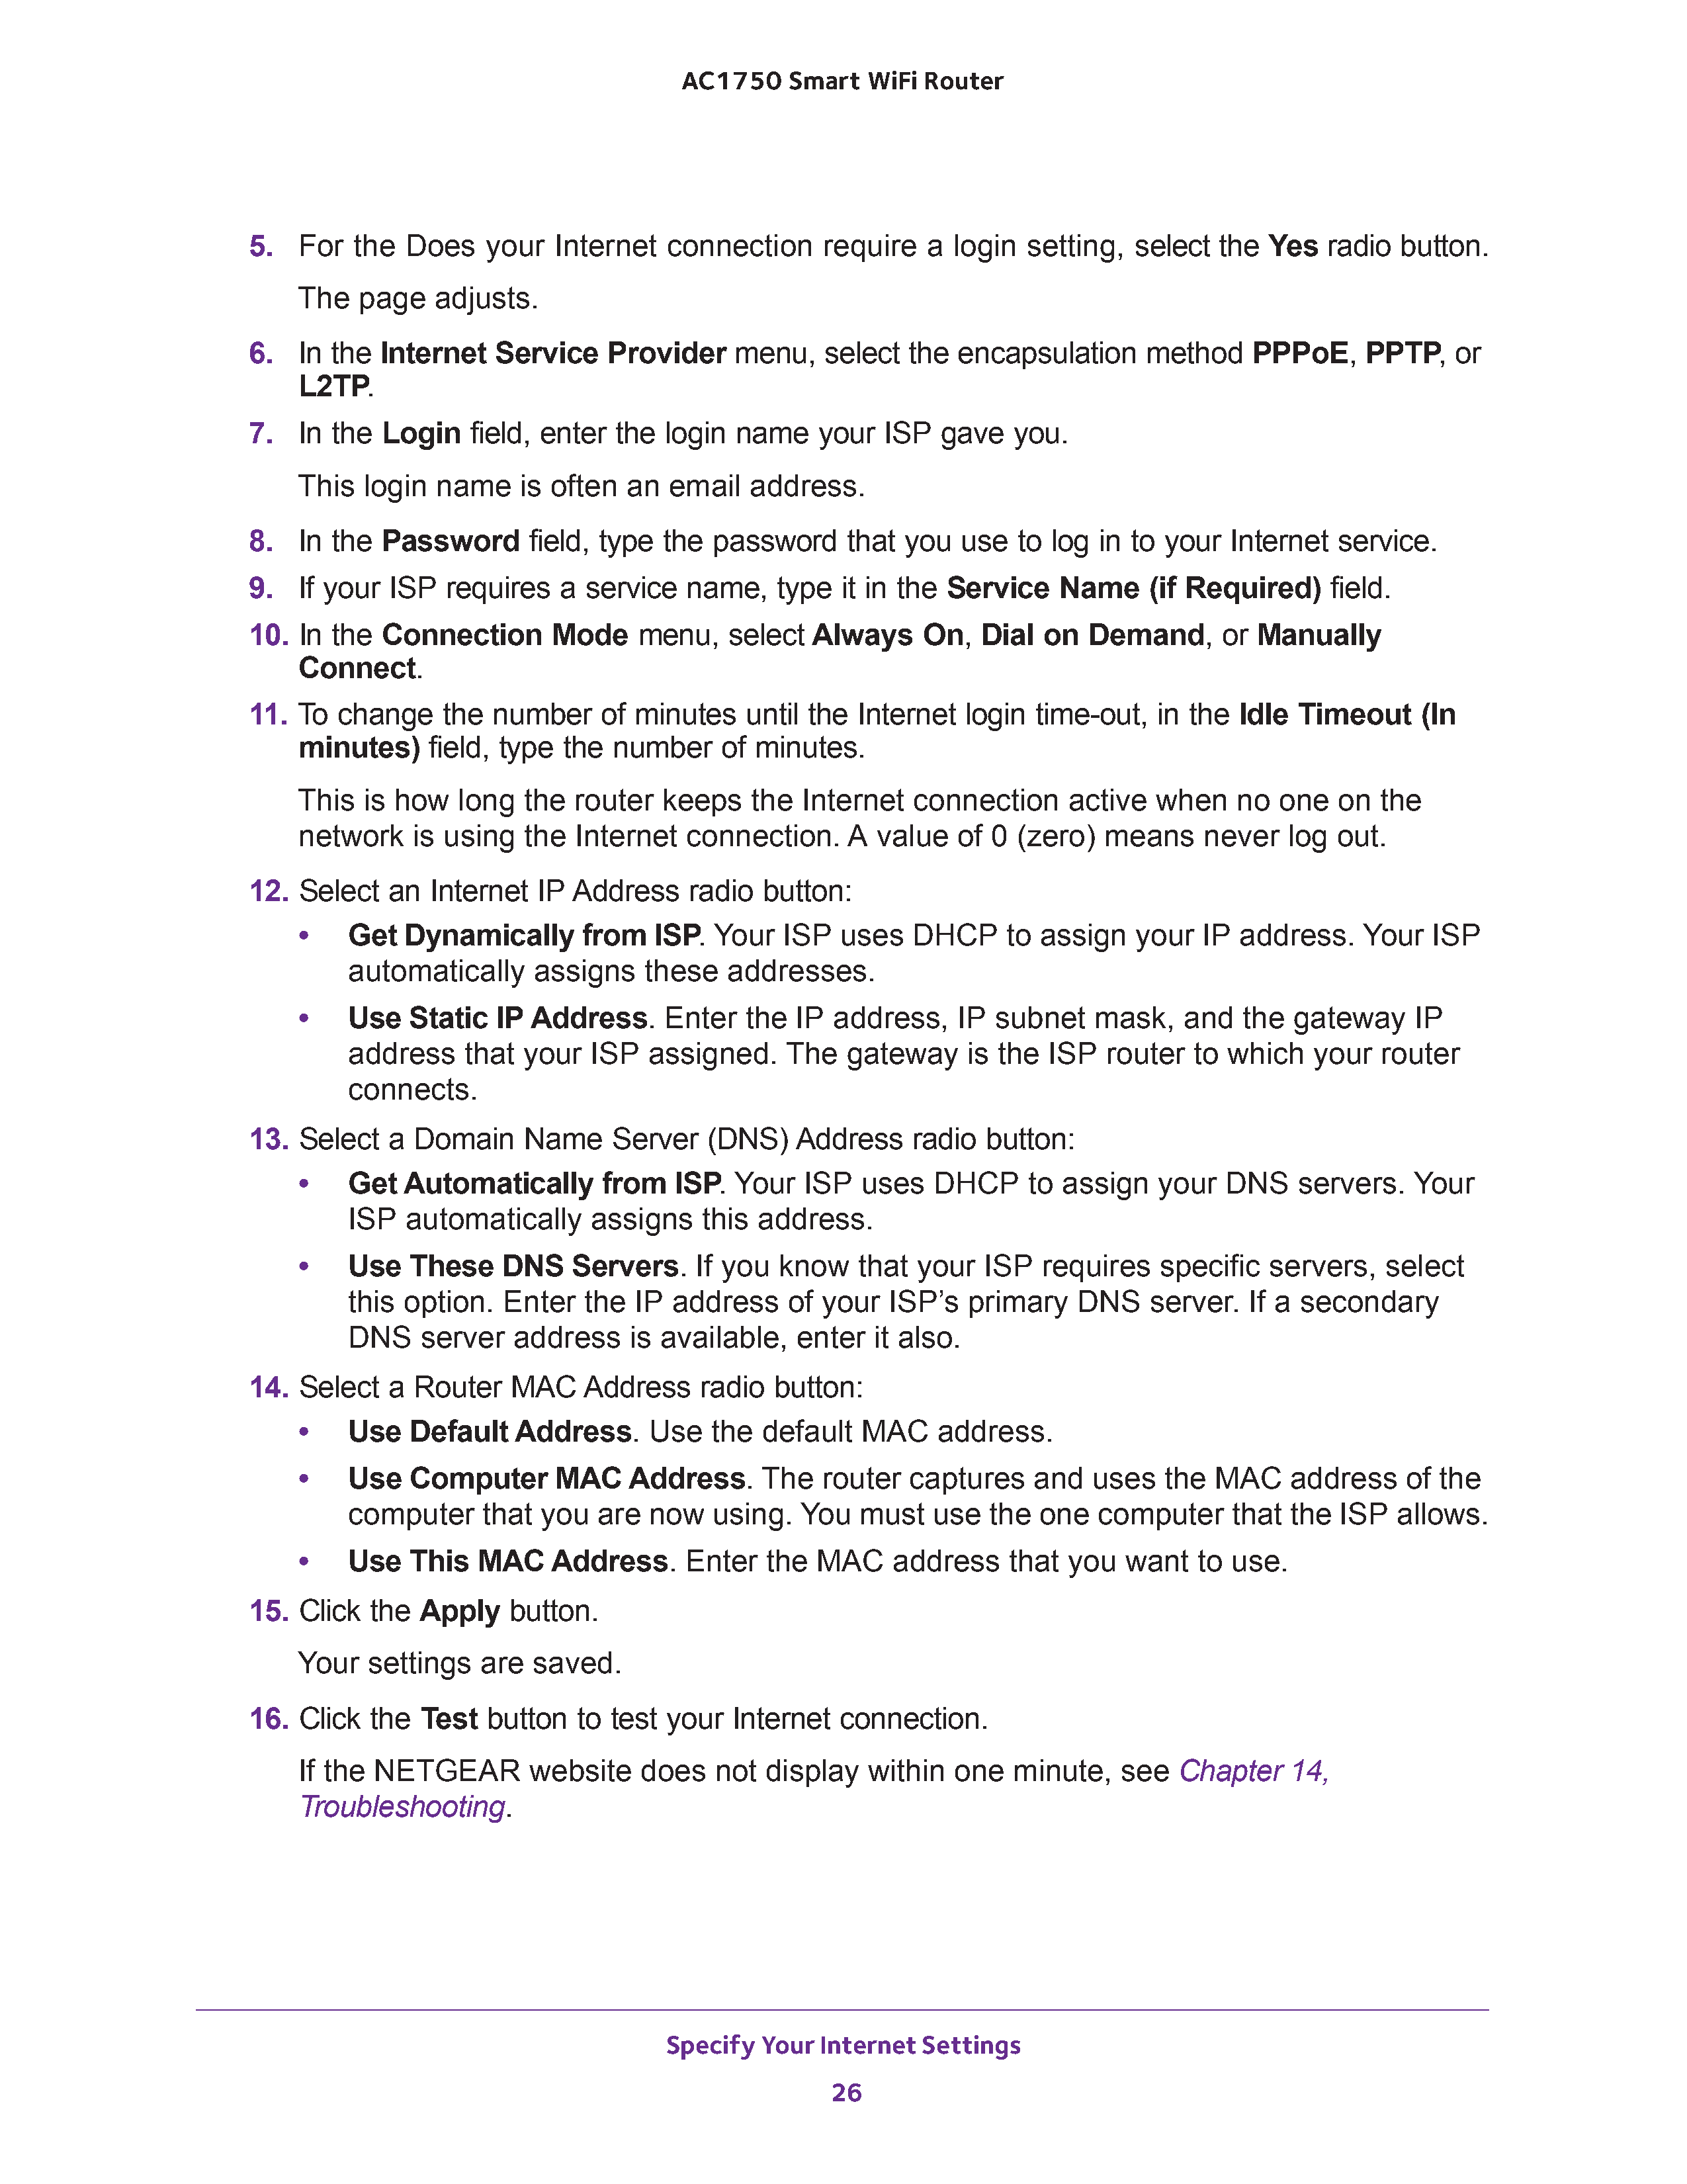 AC1750 Smart WiFi Router
5. For the Does your Internet connection require a login setting, select the Yes radio button.
The page adjusts.
6. In the Internet Service Provider menu, select the encapsulation method PPPoE, PPTP, or
L2TP.
7. In the Login field, enter the login name your ISP gave you.
This login name is often an email address.
8. In the Password field, type the password that you use to log in to your Internet service.
9. If your ISP requires a service name, type it in the Service Name (if Required) field.
10. In the Connection Mode menu, select Always On, Dial on Demand, or Manually
Connect.
11. To change the number of minutes until the Internet login time-out, in the Idle Timeout (In
minutes) field, type the number of minutes.
This is how long the router keeps the Internet connection active when no one on the
network is using the Internet connection. A value of 0 (zero) means never log out.
12. Select an Internet IP Address radio button:
• Get Dynamically from ISP. Your ISP uses DHCP to assign your IP address. Your ISP
automatically assigns these addresses.
• Use Static IP Address. Enter the IP address, IP subnet mask, and the gateway IP
address that your ISP assigned. The gateway is the ISP router to which your router
connects.
13. Select a Domain Name Server (DNS) Address radio button:
• Get Automatically from ISP. Your ISP uses DHCP to assign your DNS servers. Your
ISP automatically assigns this address.
• Use These DNS Servers. If you know that your ISP requires specific servers, select
this option. Enter the IP address of your ISP’s primary DNS server. If a secondary
DNS server address is available, enter it also.
14. Select a Router MAC Address radio button:
• Use Default Address. Use the default MAC address.
• Use Computer MAC Address. The router captures and uses the MAC address of the
computer that you are now using. You must use the one computer that the ISP allows.
• Use This MAC Address. Enter the MAC address that you want to use.
15. Click the Apply button.
Your settings are saved.
16. Click the Test button to test your Internet connection.
If the NETGEAR website does not display within one minute, see Chapter 14,
Troubleshooting.
Specify Your Internet Settings
26